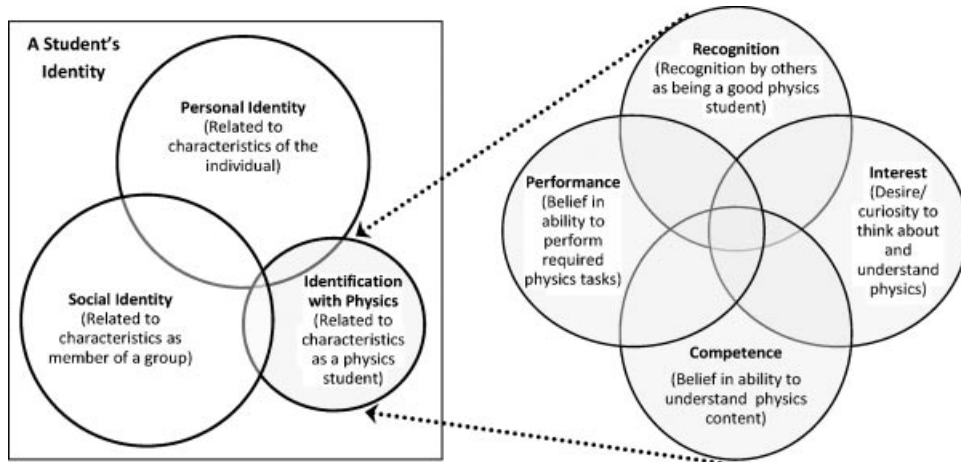 A Student's
Identity
Personal Identity
(Related to
characteristics of the
individual)
Social Identity
(Related to
characteristics as
member of a group)
Identification
with Physics
(Related to
characteristics
as a physics
student)
Recognition
(Recognition by others
as being a good physics
student)
Performance
(Belief in
ability to
perform
required
physics tasks)
Interest
(Desire/
curiosity to
think about
and
understand
physics)
Competence
(Belief in ability to
understand physics
content)